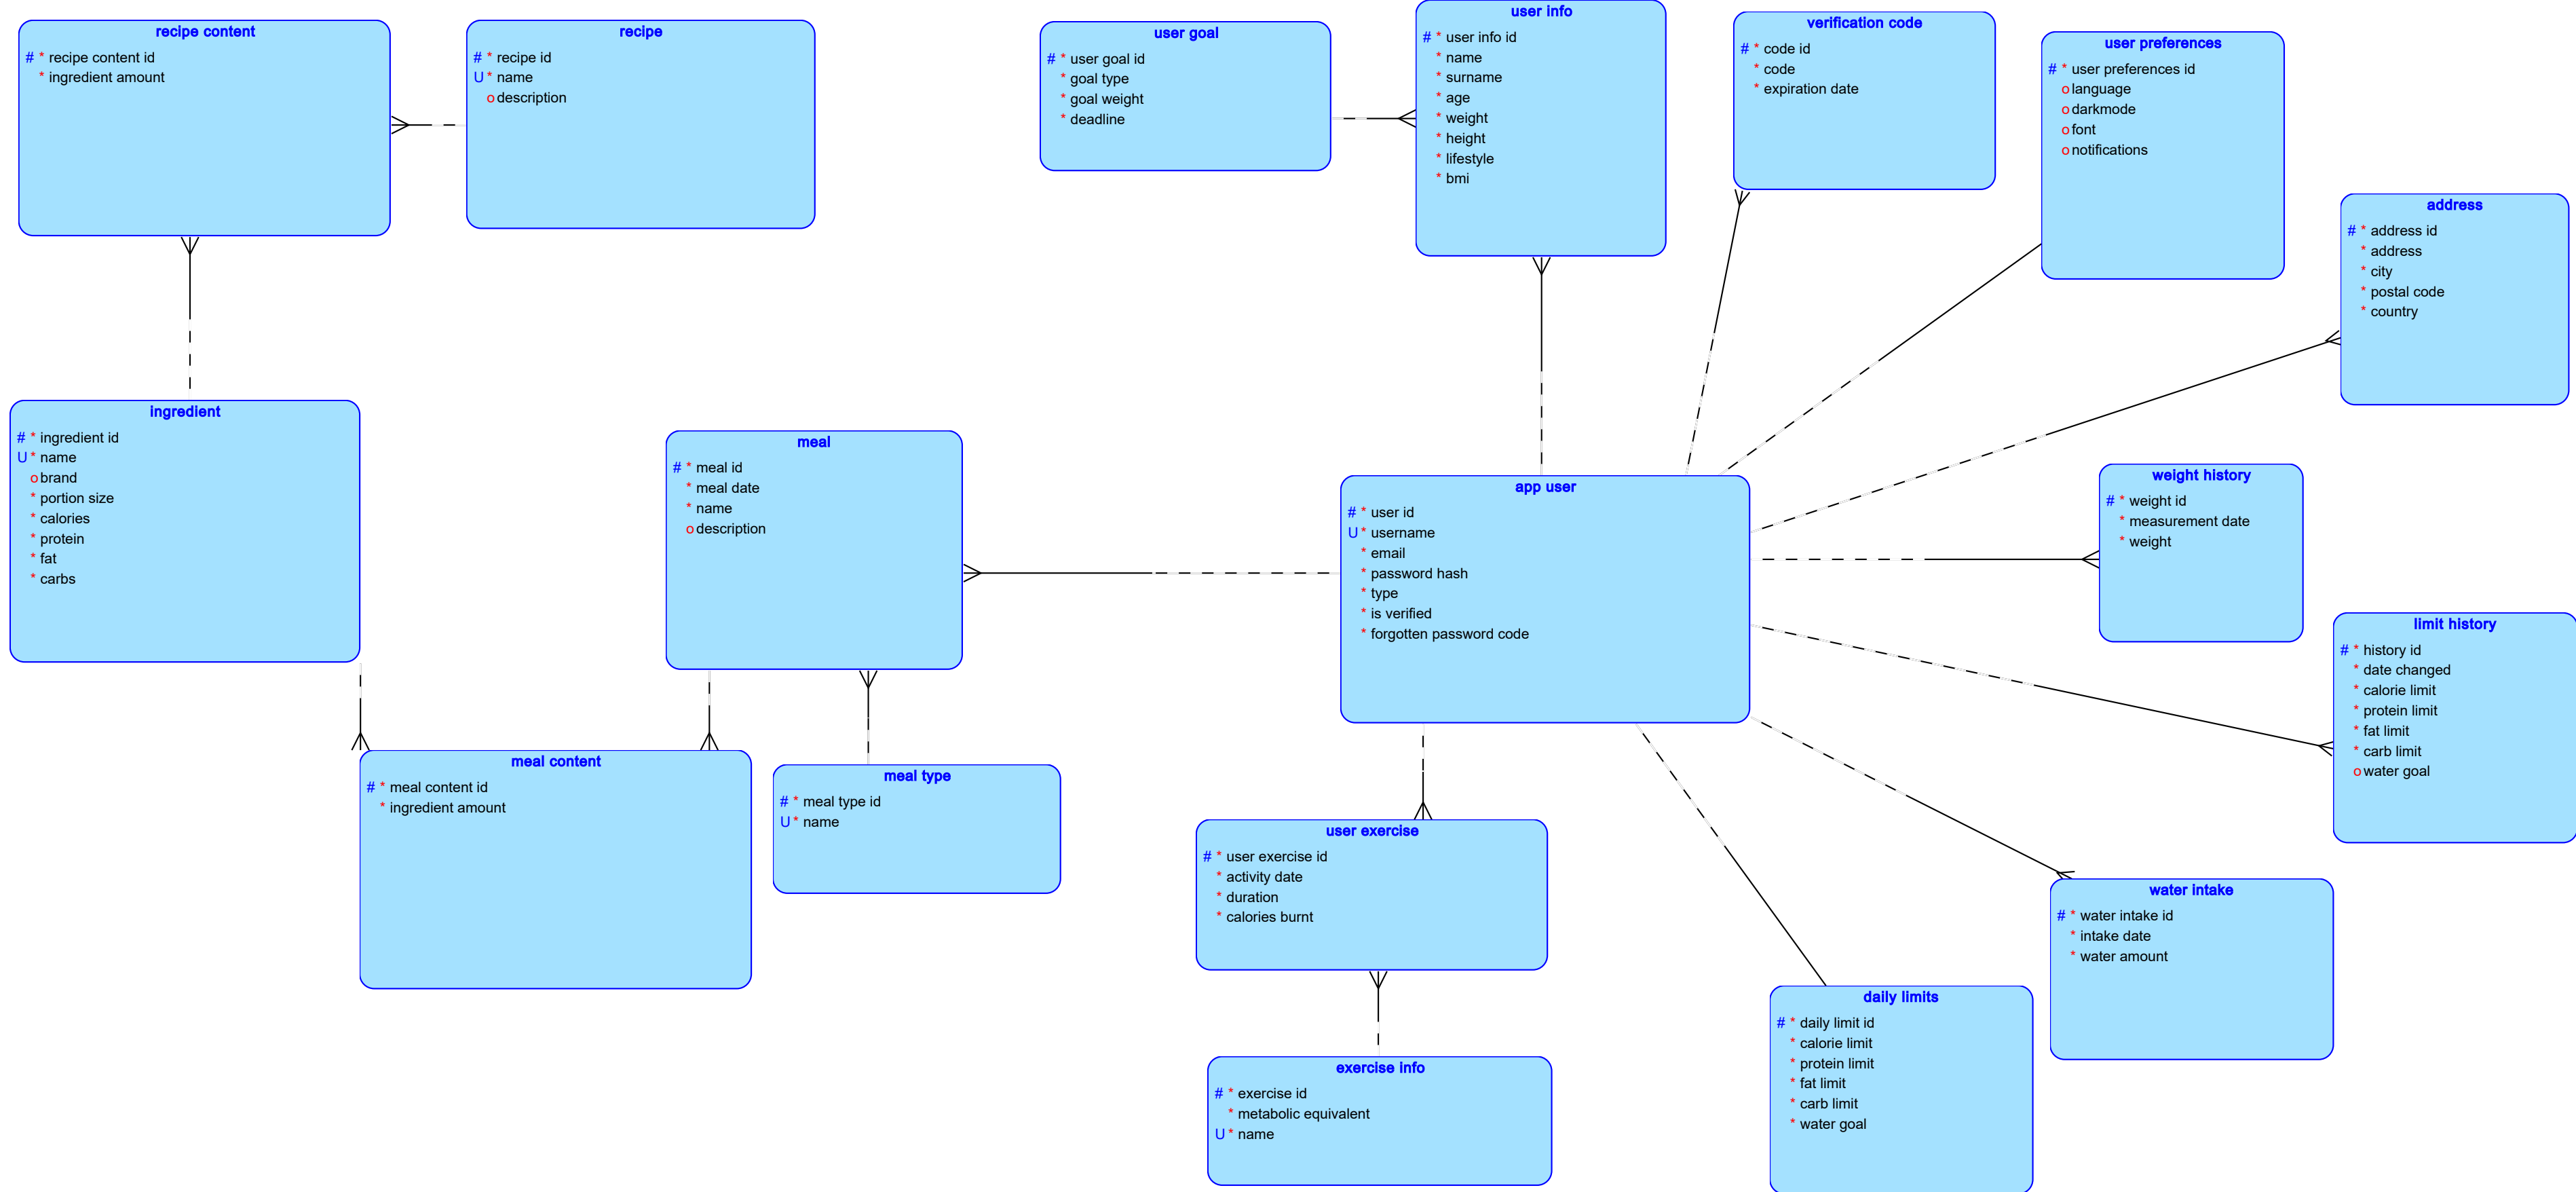 recipe content
# * recipe content id
* ingredient amount
recipe
# * recipe id
U * name
o description
user goal
# * user goal id
* goal type
* goal weight
* deadline
user info
# * user info id
* name
* surname
* age
* weight
* height
* lifestyle
* bmi
verification code
# * code id
* code
* expiration date
user preferences
# * user preferences id
o language
o darkmode
o font
o notifications
address
# * address id
* address
* city
* postal code
* country
ingredient
# * ingredient id
U * name
o brand
* portion size
* calories
* protein
* fat
* carbs
meal
# * meal id
* meal date
* name
o description
app user
# * user id
U * username
* email
* password hash
* type
* is verified
* forgotten password code
weight history
# * weight id
* measurement date
* weight
limit history
# * history id
* date changed
* calorie limit
* protein limit
* fat limit
* carb limit
o water goal
meal content
# * meal content id
* ingredient amount
meal type
# * meal type id
U * name
user exercise
# * user exercise id
* activity date
* duration
* calories burnt
water intake
# * water intake id
* intake date
* water amount
daily limits
# * daily limit id
* calorie limit
* protein limit
* fat limit
* carb limit
* water goal
exercise info
# * exercise id
* metabolic equivalent
U * name